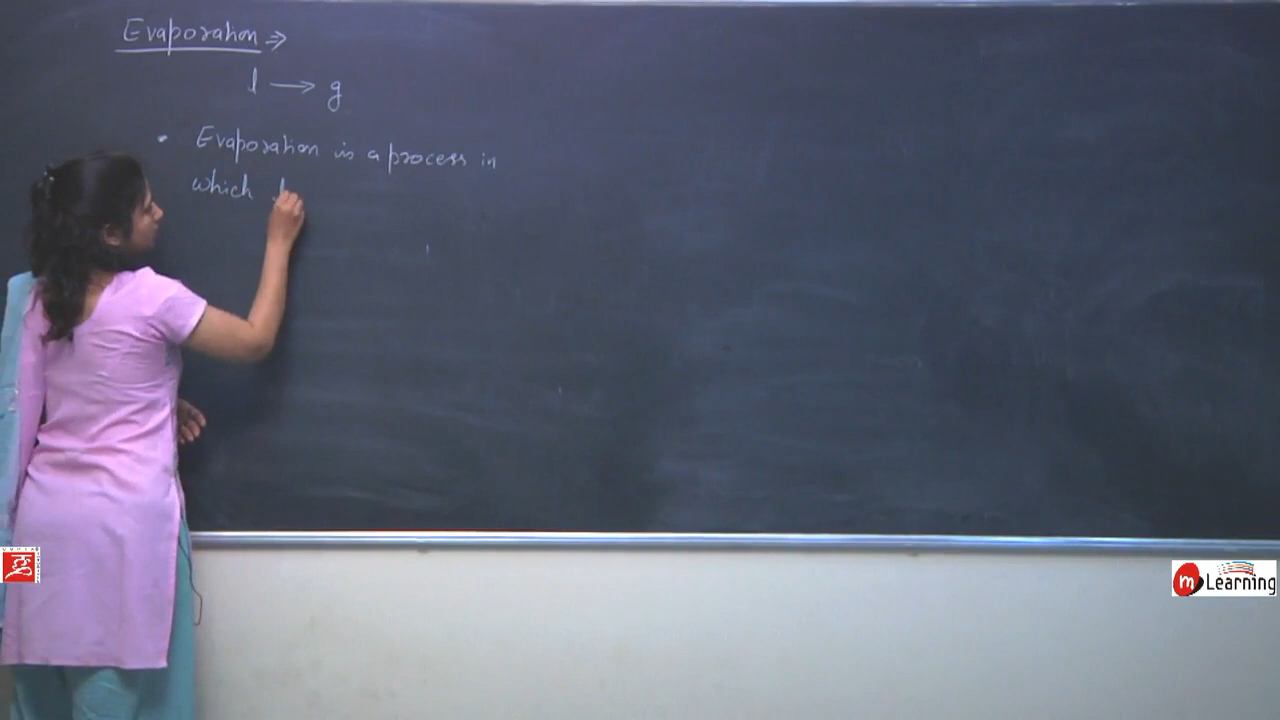 Evaporation ⇒
l → g
• Evaporation is a process in
which l
m Learning